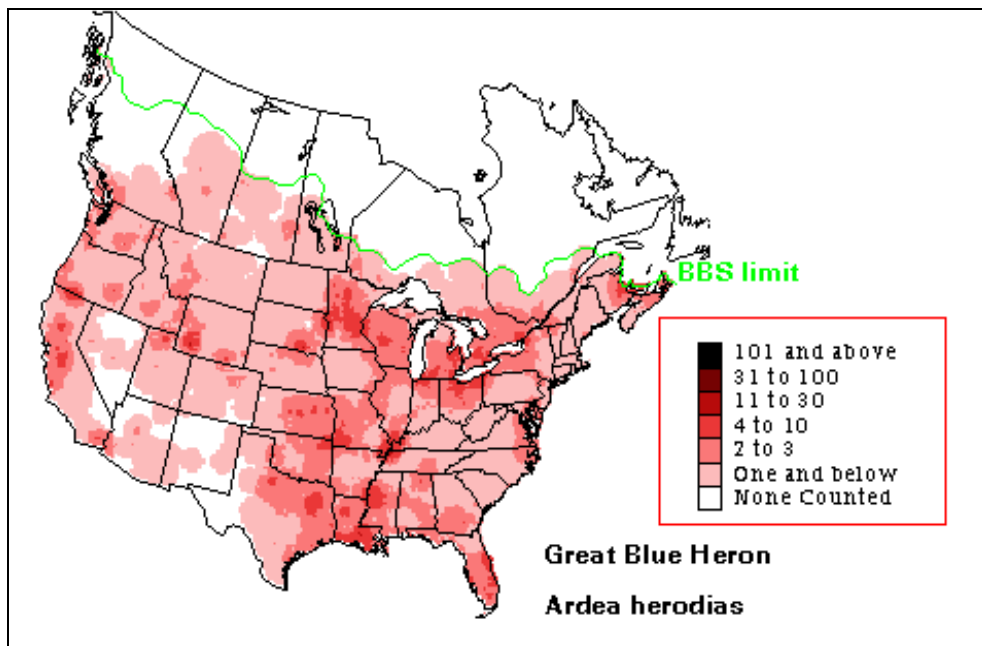 BBS limit
101 and above
31 to 100
11 to 30
4 to 10
2 to 3
One and below
None Counted
Great Blue Heron
Ardea herodias